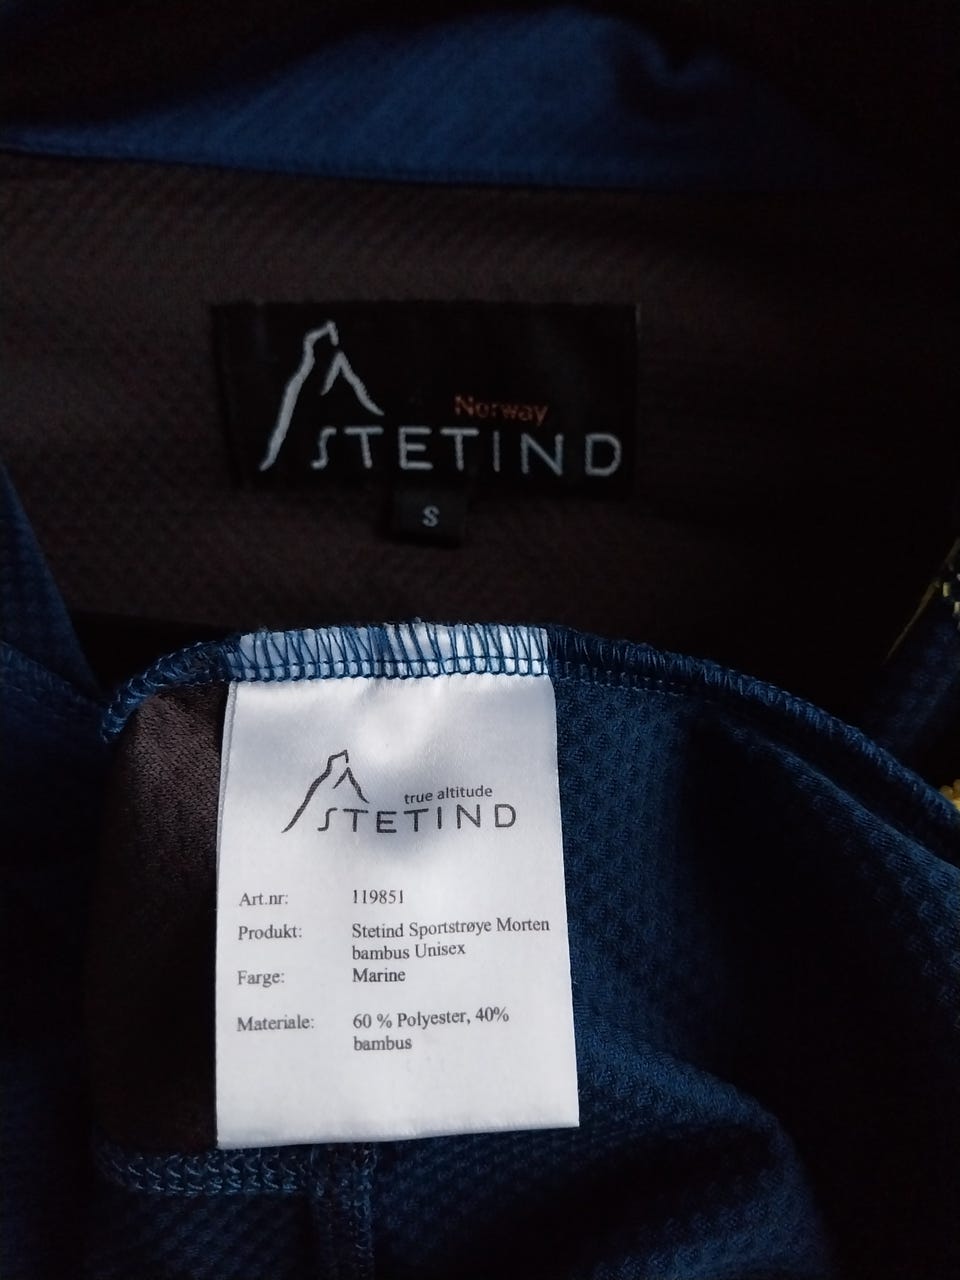 Norway
STETIND
S
true altitude
STETIND
Art.nr: 119851
Produkt: Stetind Sportstrøye Morten
bambus Unisex
Farge: Marine
Materiale: 60 % Polyester, 40%
bambus